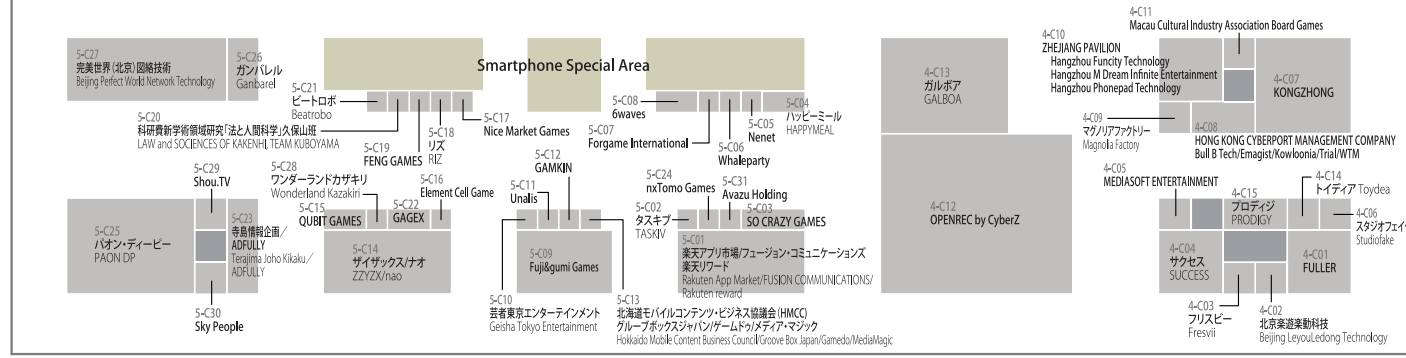 5-C27
完美世界（北京）図絡技術
Beijing Perfect World Network Technology
5-C26
ガンバレル
Ganbarel
Smartphone Special Area
5-C21
ビートロボ
Beatrobo
5-C20
科研費新学術領域研究「法と人間科学」久保山班
LAW and SOCIENCES OF KAKENHI, TEAM KUBOYAMA
5-C19
FENG GAMES
5-C18
リズ
RIZ
5-C17
Nice Market Games
5-C08
6waves
5-C07
Forgame International
5-C06
Whaleparty
5-C05
Nenet
5-C04
ハッピーミール
HAPPYMEAL
5-C29
Shou.TV
5-C28
ワンダーランドカザキリ
Wonderland Kazakiri
5-C15
QUBIT GAMES
5-C22
GAGEX
5-C16
Element Cell Game
5-C12
GAMKIN
5-C11
Unalis
5-C24
nxTomo Games
5-C31
Avazu Holding
5-C02
タスキブ
TASKIV
5-C03
SO CRAZY GAMES
5-C25
パオン・ディーピー
PAON DP
5-C23
寺島情報企画／
ADFULLY
Terajima Joho Kikaku／
ADFULLY
5-C30
Sky People
5-C14
ザイザックス/ナオ
ZZYZX/nao
5-C09
Fuji&gumi Games
5-C01
楽天アプリ市場/フュージョン・コミュニケーションズ
楽天リワード
Rakuten App Market/FUSION COMMUNICATIONS/
Rakuten reward
5-C10
芸者東京エンターテインメント
Geisha Tokyo Entertainment
5-C13
北海道モバイルコンテンツ・ビジネス協議会（HMCC）
グルーブボックスジャパン/ゲームドゥ/メディア・マジック
Hokkaido Mobile Content Business Council/Groove Box Japan/Gamedo/MediaMagic
4-C13
ガルボア
GALBOA
4-C12
OPENREC by CyberZ
4-C11
Macau Cultural Industry Association Board Games
4-C10
ZHEJIANG PAVILION
Hangzhou Funcity Technology
Hangzhou M Dream Infinite Entertainment
Hangzhou Phonepad Technology
4-C07
KONGZHONG
4-C09
マグノリアファクトリー
Magnolia Factory
4-C08
HONG KONG CYBERPORT MANAGEMENT COMPANY
Bull B Tech/Emagist/Kowloonia/Trial/WTM
4-C05
MEDIASOFT ENTERTAINMENT
4-C15
プロディジ
PRODIGY
4-C14
トイディア Toydea
4-C06
スタジオフェイク
Studiofake
4-C04
サクセス
SUCCESS
4-C01
FULLER
4-C03
フリスビー
Fresvii
4-C02
北京楽遊楽動科技
Beijing LeyouLedong Technology